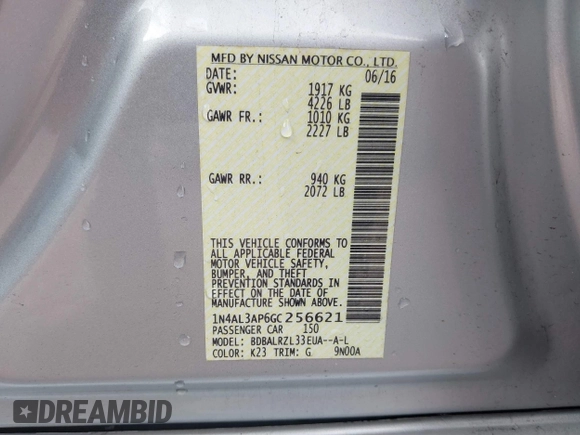 MFD BY NISSAN MOTOR CO., LTD.
DATE: 06/16
GVWR: 1917 KG
4226 LB
GAWR FR.: 1010 KG
2227 LB
GAWR RR.: 940 KG
2072 LB
THIS VEHICLE CONFORMS TO
ALL APPLICABLE FEDERAL
MOTOR VEHICLE SAFETY,
BUMPER, AND THEFT
PREVENTION STANDARDS
IN EFFECT ON THE DATE OF
MANUFACTURE SHOWN ABOVE.
1N4AL3AP6GC256621
PASSENGER CAR 150
MODEL: BDBALRZL33EUA--A-L
COLOR: K23 TRIM: G 9N00A
DREAMBID